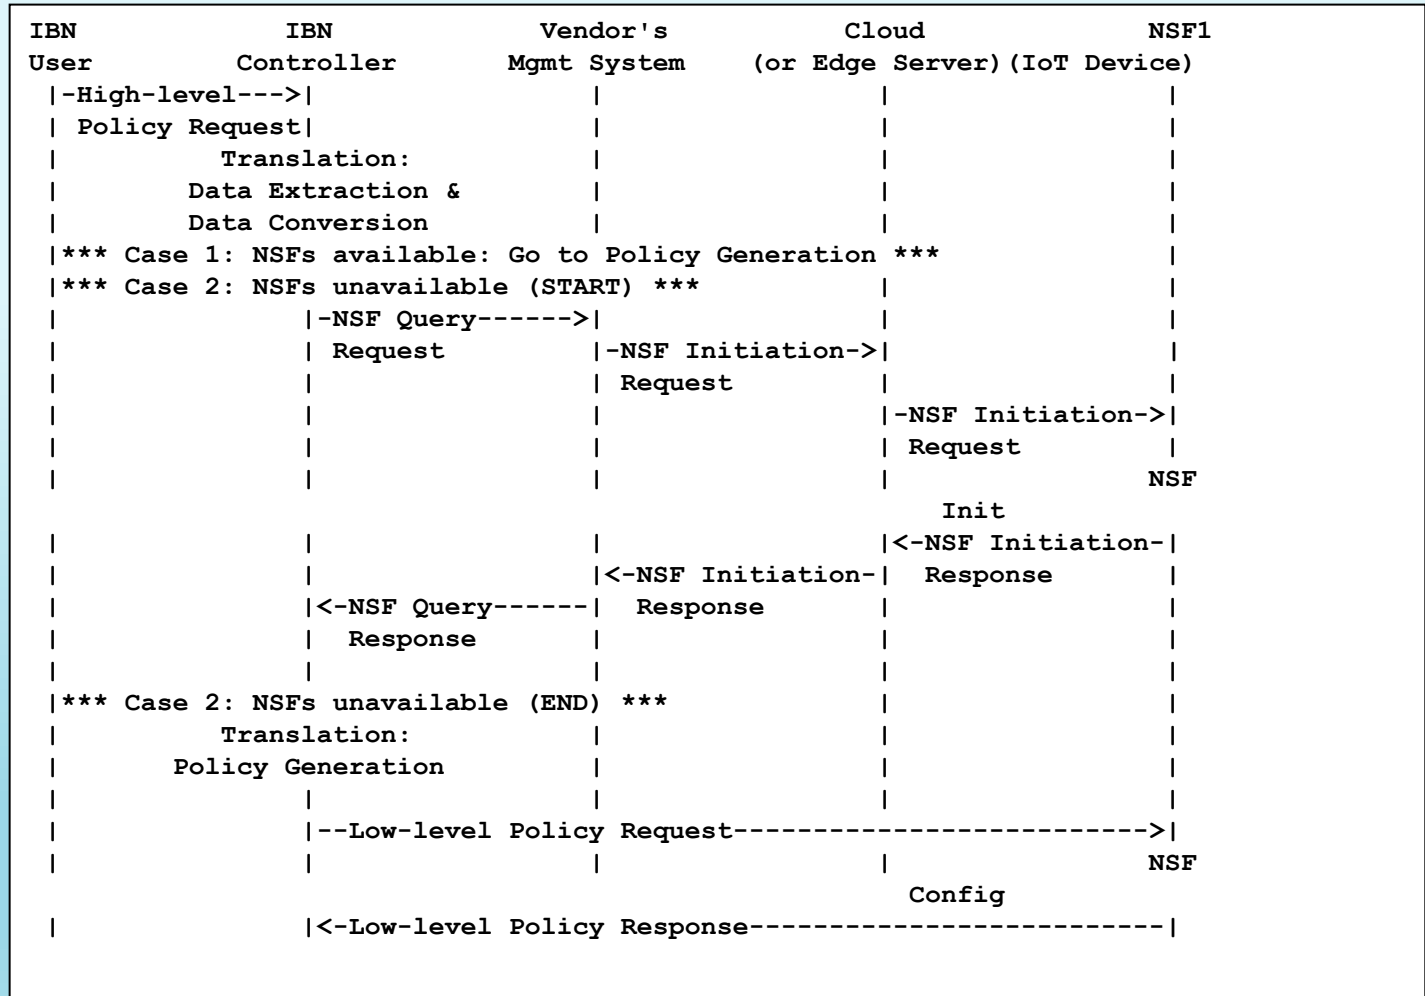 IBN             IBN               Vendor's           Cloud              NSF1
User         Controller       Mgmt System    (or Edge Server)(IoT Device)
 |-High-level--->|                 |                 |                 |
 | Policy Request|                 |                 |                 |
 |          Translation:           |                 |                 |
 |        Data Extraction &        |                 |                 |
 |        Data Conversion          |                 |                 |
 |*** Case 1: NSFs available: Go to Policy Generation ***              |
 |*** Case 2: NSFs unavailable (START) ***           |                 |
 |               |-NSF Query------>|                 |                 |
 |               | Request         |-NSF Initiation->|                 |
 |               |                 | Request         |                 |
 |               |                 |                 |-NSF Initiation->|
 |               |                 |                 | Request         |
 |               |                 |                 |                NSF
                                                         Init
 |               |                 |                 |<-NSF Initiation-|
 |               |                 |<-NSF Initiation-|  Response       |
 |               |<-NSF Query------|  Response       |                 |
 |               |  Response       |                 |                 |
 |               |                 |                 |                 |
 |*** Case 2: NSFs unavailable (END) ***             |                 |
 |          Translation:           |                 |                 |
 |       Policy Generation         |                 |                 |
 |               |                 |                 |                 |
 |               |--Low-level Policy Request-------------------------->|
 |               |                 |                 |                NSF
                                                       Config
 |               |<-Low-level Policy Response--------------------------|